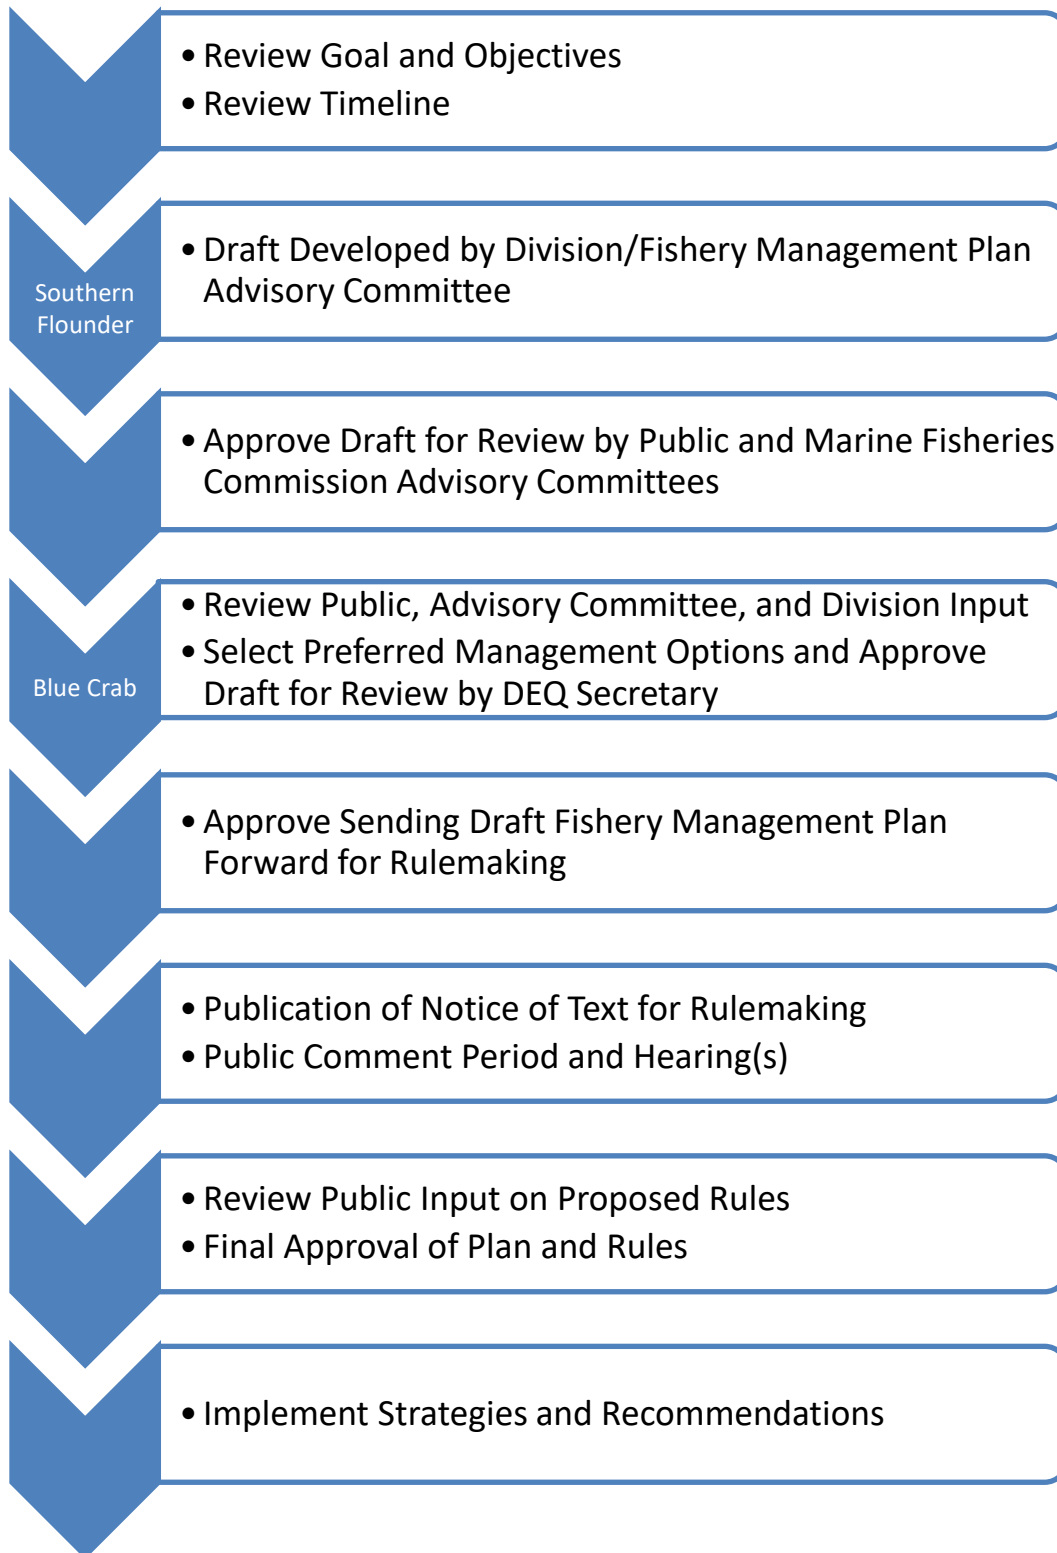 • Review Goal and Objectives
• Review Timeline
Southern
Flounder
• Draft Developed by Division/Fishery Management Plan
Advisory Committee
• Approve Draft for Review by Public and Marine Fisheries
Commission Advisory Committees
Blue Crab
• Review Public, Advisory Committee, and Division Input
• Select Preferred Management Options and Approve
Draft for Review by DEQ Secretary
• Approve Sending Draft Fishery Management Plan
Forward for Rulemaking
• Publication of Notice of Text for Rulemaking
• Public Comment Period and Hearing(s)
• Review Public Input on Proposed Rules
• Final Approval of Plan and Rules
• Implement Strategies and Recommendations